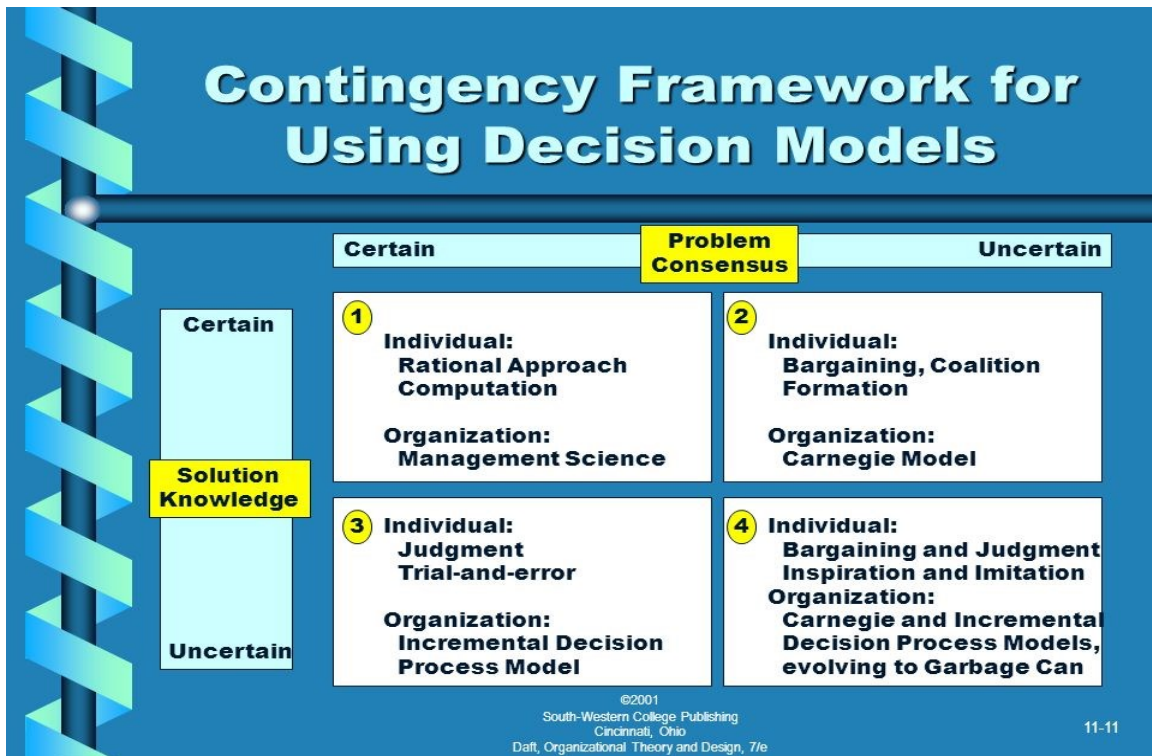 Contingency Framework for
Using Decision Models
Certain
Problem
Consensus
Uncertain
Certain
Solution
Knowledge
Uncertain
1
Individual:
Rational Approach
Computation
Organization:
Management Science
2
Individual:
Bargaining, Coalition
Formation
Organization:
Carnegie Model
3
Individual:
Judgment
Trial-and-error
Organization:
Incremental Decision
Process Model
4
Individual:
Bargaining and Judgment
Inspiration and Imitation
Organization:
Carnegie and Incremental
Decision Process Models,
evolving to Garbage Can
©2001
South-Western College Publishing
Cincinnati, Ohio
Daft, Organizational Theory and Design, 7/e
11-11